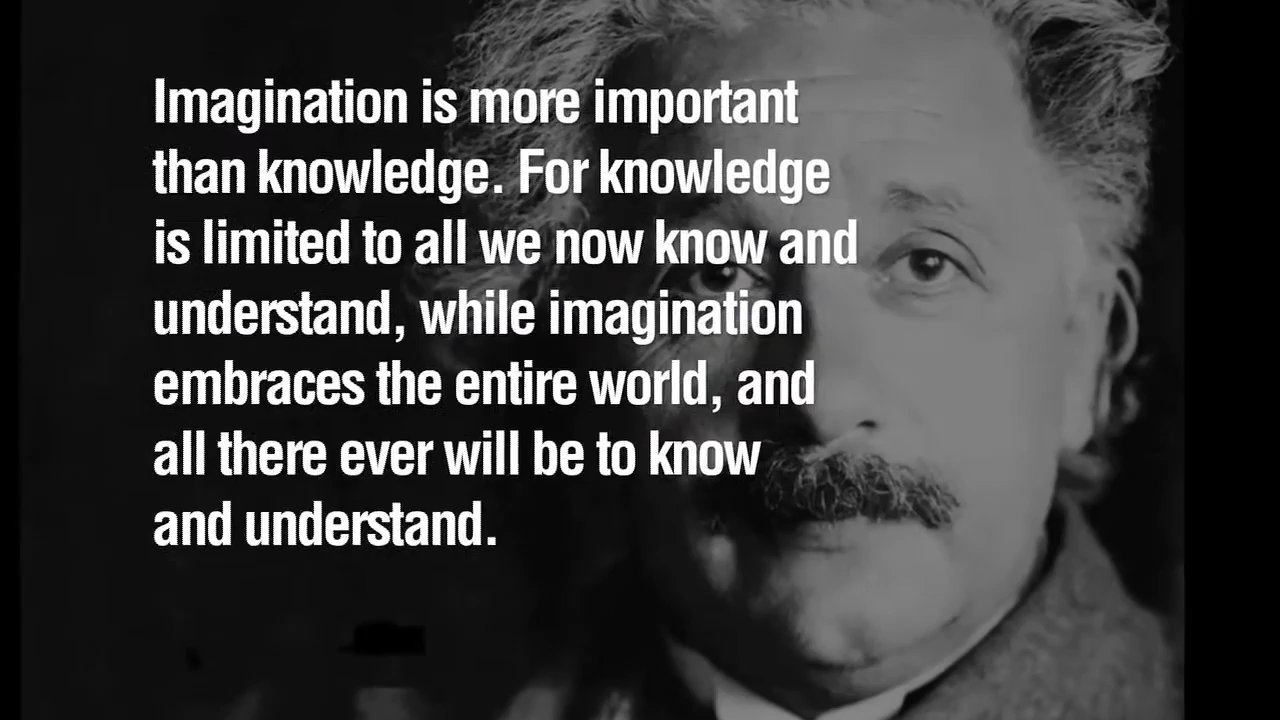 Imagination is more important
than knowledge. For knowledge
is limited to all we now know and
understand, while imagination
embraces the entire world, and
all there ever will be to know
and understand.